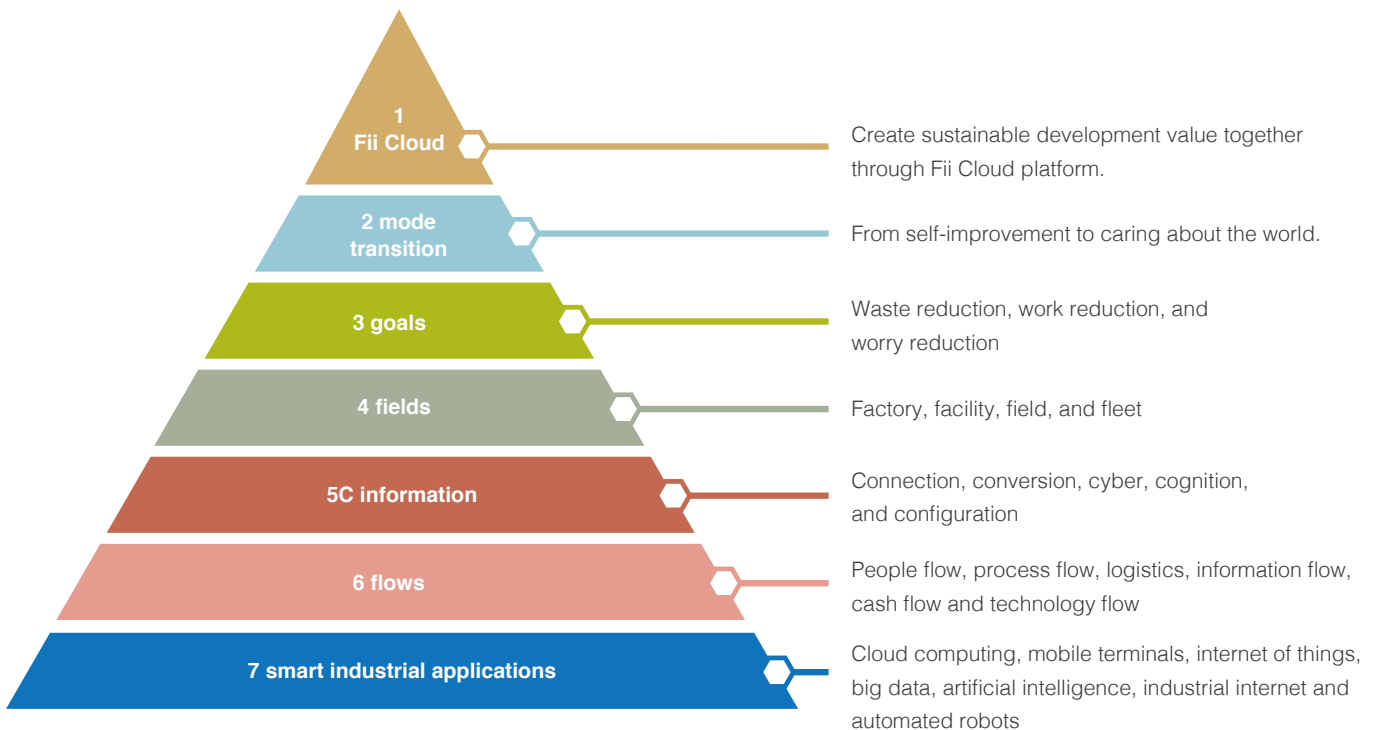 1
Fii Cloud
Create sustainable development value together
through Fii Cloud platform.
2 mode
transition
From self-improvement to caring about the world.
3 goals
Waste reduction, work reduction, and
worry reduction
4 fields
Factory, facility, field, and fleet
5C information
Connection, conversion, cyber, cognition,
and configuration
6 flows
People flow, process flow, logistics, information flow,
cash flow and technology flow
7 smart industrial applications
Cloud computing, mobile terminals, internet of things,
big data, artificial intelligence, industrial internet and
automated robots